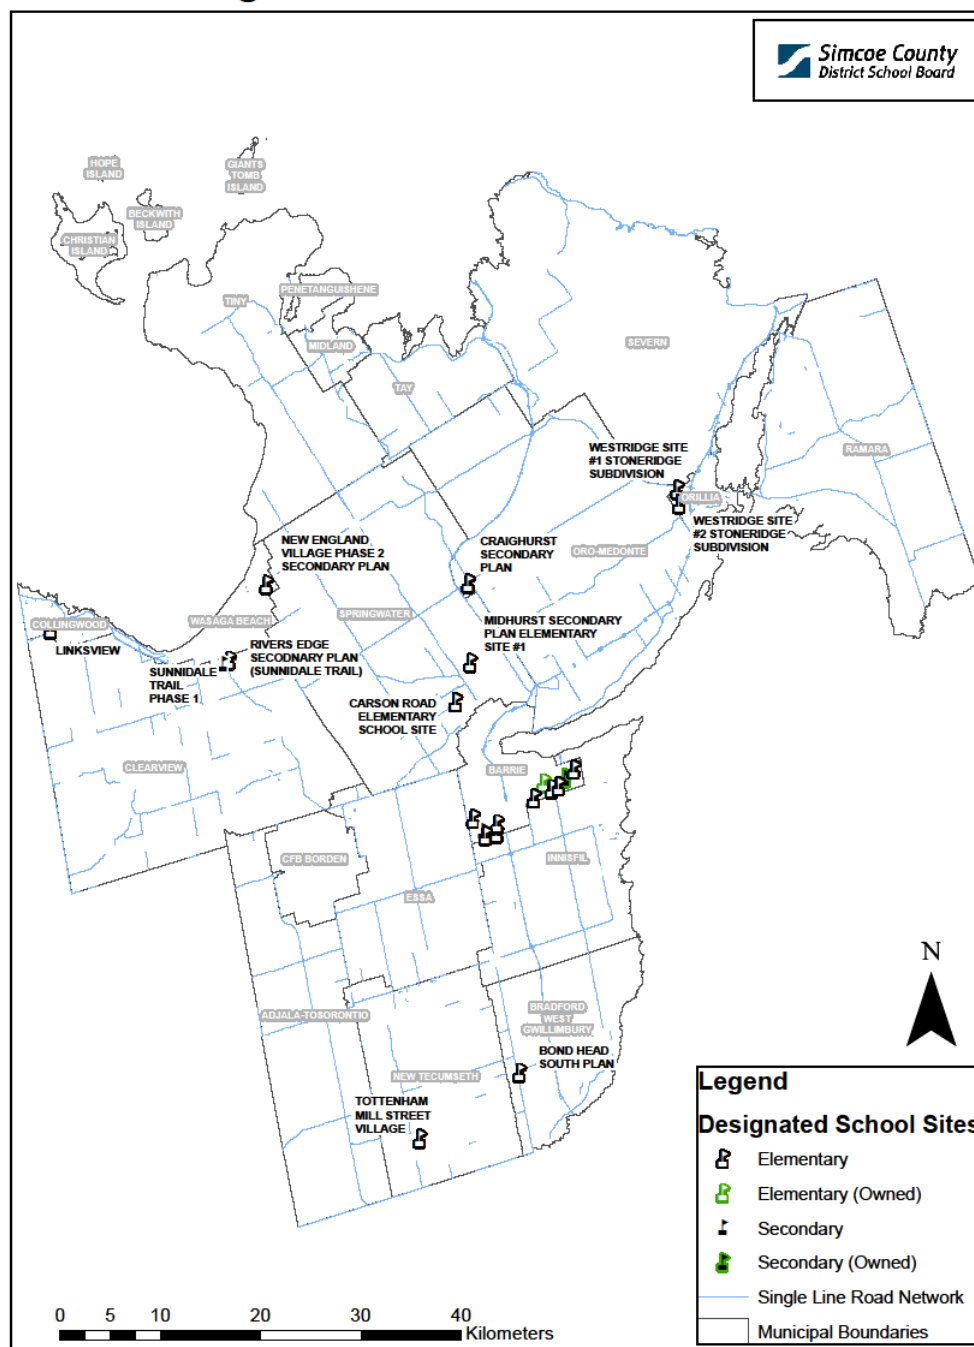 Simcoe County
District School Board
HOPE
ISLAND
GIANTS
TOMB
ISLAND
BECKWITH
ISLAND
CHRISTIAN
ISLAND
PENETANGUISHENE
TINY
MIDLAND
SEVERN
TAY
WESTRIDGE SITE
#1 STONERIDGE
SUBDIVISION
RAMARA
ORILLIA
WESTRIDGE SITE
#2 STONERIDGE
SUBDIVISION
NEW ENGLAND
VILLAGE PHASE 2
SECONDARY PLAN
CRAIGHURST
SECONDARY
PLAN
ORO-MEDONTE
COLLINGWOOD
WASAGA BEACH
SPRINGWATER
MIDHURST SECONDARY
PLAN ELEMENTARY
SITE #1
LINKSVIEW
SUNNIDALE
TRAIL
PHASE 1
RIVERS EDGE
SECODNARY PLAN
(SUNNIDALE TRAIL)
CARSON ROAD
ELEMENTARY
SCHOOL SITE
CLEARVIEW
BARRIE
CFB BORDEN
INNISFIL
ESSA
ADJALA-TOSORONTIO
BRADFORD
WEST
GWILLIMBURY
BOND HEAD
SOUTH PLAN
NEW TECUMSETH
TOTTENHAM
MILL STREET
VILLAGE
N
Legend
Designated School Sites
Elementary
Elementary (Owned)
Secondary
Secondary (Owned)
Single Line Road Network
Municipal Boundaries
0 5 10 20 30 40
Kilometers